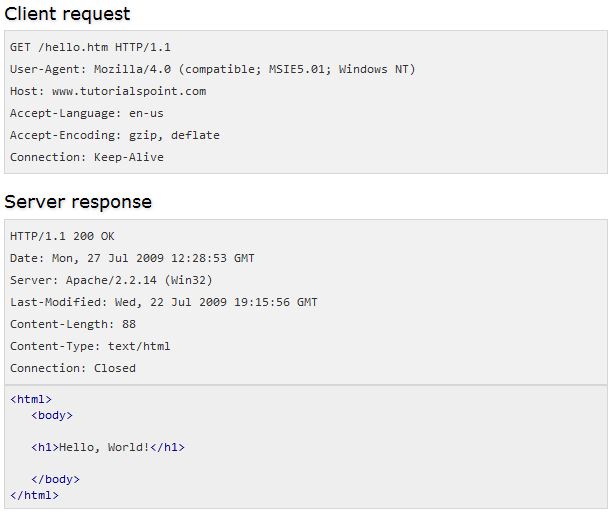 Client request
GET /hello.htm HTTP/1.1
User-Agent: Mozilla/4.0 (compatible; MSIE5.01; Windows NT)
Host: www.tutorialspoint.com
Accept-Language: en-us
Accept-Encoding: gzip, deflate
Connection: Keep-Alive
Server response
HTTP/1.1 200 OK
Date: Mon, 27 Jul 2009 12:28:53 GMT
Server: Apache/2.2.14 (Win32)
Last-Modified: Wed, 22 Jul 2009 19:15:56 GMT
Content-Length: 88
Content-Type: text/html
Connection: Closed
<html>
<body>
<h1>Hello, World!</h1>
</body>
</html>